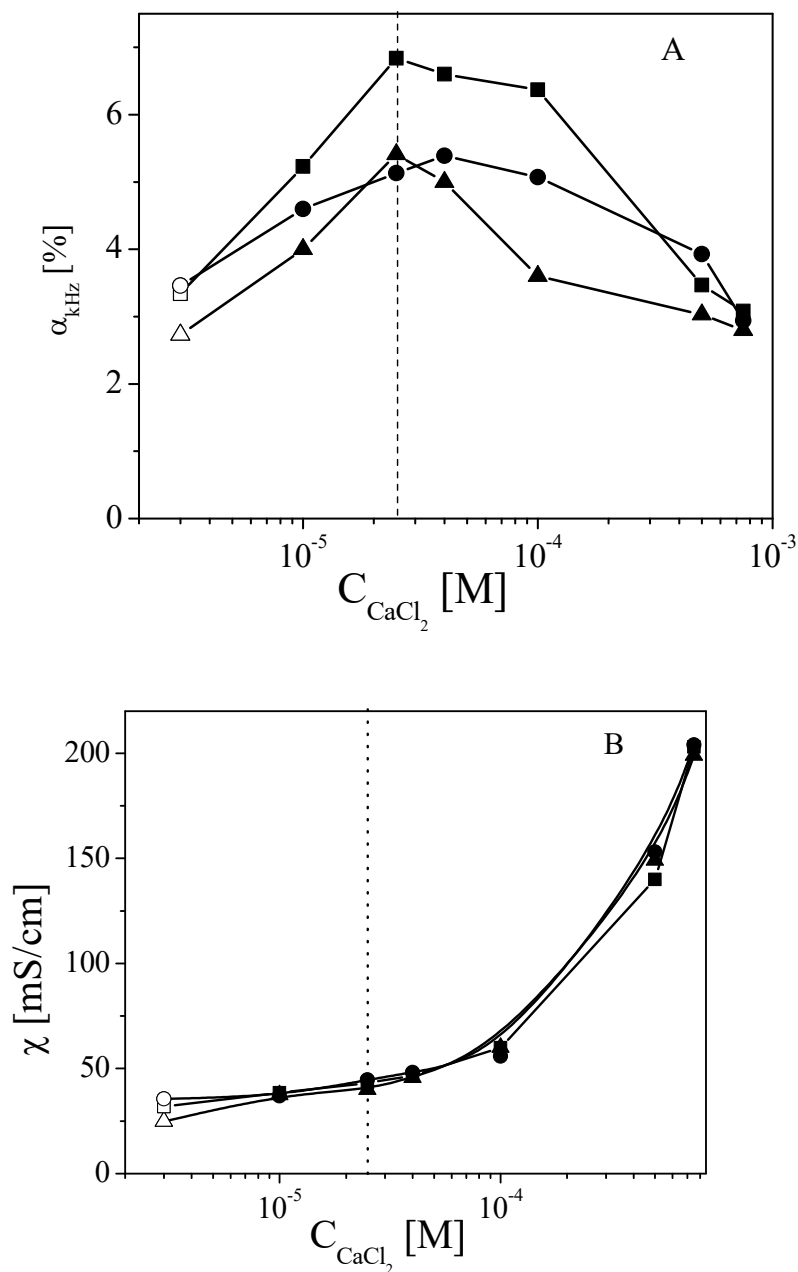 A
6
4
2
0
α_kHz [%]
10^-5 10^-4 10^-3
C_CaCl₂ [M]
B
200
150
100
50
0
χ [mS/cm]
10^-5 10^-4
C_CaCl₂ [M]